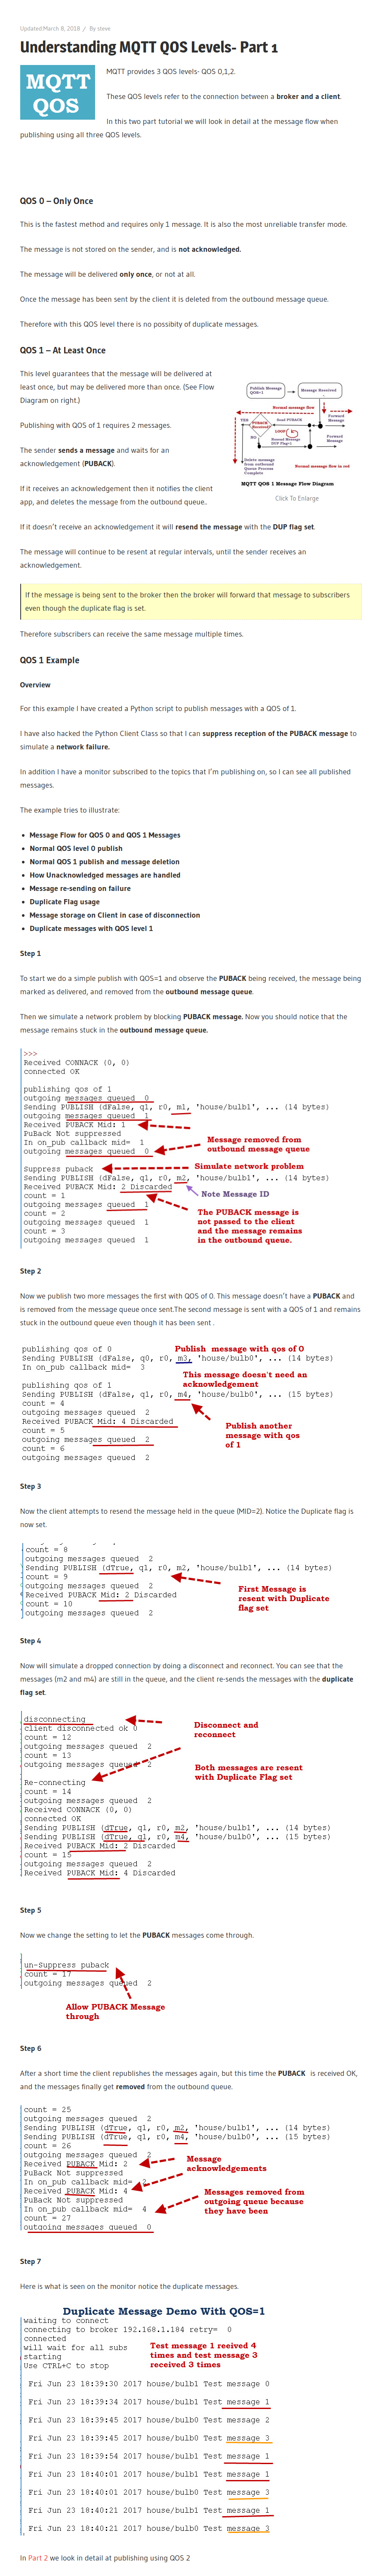 Updated March 8, 2018 / By steve
Understanding MQTT QOS Levels- Part 1
MQTT
QOS
MQTT provides 3 QOS levels- QOS 0,1,2.
These QOS levels refer to the connection between a broker and a client.
In this two part tutorial we will look in detail at the message flow when
publishing using all three QOS levels.
QOS 0 – Only Once
This is the fastest method and requires only 1 message. It is also the most unreliable transfer mode.
The message is not stored on the sender, and is not acknowledged.
The message will be delivered only once, or not at all.
Once the message has been sent by the client it is deleted from the outbound message queue.
Therefore with this QOS level there is no possibity of duplicate messages.
QOS 1 – At Least Once
This level guarantees that the message will be delivered at
least once, but may be delivered more than once. (See Flow
Diagram on right.)
Publishing with QOS of 1 requires 2 messages.
The sender sends a message and waits for an
acknowledgement (PUBACK).
If it receives an acknowledgement then it notifies the client
app, and deletes the message from the outbound queue..
Publish Message
QOS=1
Message Received
Normal message flow
YES
PUBACK
Received?
Send PUBACK
Forward
Message
LOOP
NO
Resend Message
DUP Flag=1
Forward
Message
Delete message
from outbound
Queue Process
Complete
Normal message flow in red
MQTT QOS 1 Message Flow Diagram
Click To Enlarge
If it doesn't receive an acknowledgement it will resend the message with the DUP flag set.
The message will continue to be resent at regular intervals, until the sender receives an
acknowledgement.
If the message is being sent to the broker then the broker will forward that message to subscribers
even though the duplicate flag is set.
Therefore subscribers can receive the same message multiple times.
QOS 1 Example
Overview
For this example I have created a Python script to publish messages with a QOS of 1.
I have also hacked the Python Client Class so that I can suppress reception of the PUBACK message to
simulate a network failure.
In addition I have a monitor subscribed to the topics that I'm publishing on, so I can see all published
messages.
The example tries to illustrate:
Message Flow for QOS 0 and QOS 1 Messages
Normal QOS level 0 publish
Normal QOS 1 publish and message deletion
How Unacknowledged messages are handled
Message re-sending on failure
Duplicate Flag usage
Message storage on Client in case of disconnection
Duplicate messages with QOS level 1
Step 1
To start we do a simple publish with QOS=1 and observe the PUBACK being received, the message being
marked as delivered, and removed from the outbound message queue.
Then we simulate a network problem by blocking PUBACK message. Now you should notice that the
message remains stuck in the outbound message queue.
>>>
Received CONNACK (0, 0)
connected OK
publishing qos of 1
outgoing messages queued 0
Sending PUBLISH (dFalse, q1, r0, m1, 'house/bulb1', ... (14 bytes)
outgoing messages queued 1
Received PUBACK Mid: 1
PuBack Not suppressed
In on_pub callback mid= 1
outgoing messages queued 0
Message removed from
outbound message queue
Suppress puback
Simulate network problem
Sending PUBLISH (dFalse, q1, r0, m2, 'house/bulb1', ... (14 bytes)
Received PUBACK Mid: 2 Discarded
count = 1
outgoing messages queued 1
count = 2
outgoing messages queued 1
count = 3
outgoing messages queued 1
Note Message ID
The PUBACK message is
not passed to the client
and the message remains
in the outbound queue.
Step 2
Now we publish two more messages the first with QOS of 0. This message doesn't have a PUBACK and
is removed from the message queue once sent.The second message is sent with a QOS of 1 and remains
stuck in the outbound queue even though it has been sent .
publishing qos of 0
Publish message with qos of 0
Sending PUBLISH (dFalse, q0, r0, m3, 'house/bulb0', ... (14 bytes)
In on_pub callback mid= 3
This message doesn't need an
acknowledgement
publishing qos of 1
Sending PUBLISH (dFalse, q1, r0, m4, 'house/bulb0', ... (15 bytes)
count = 4
outgoing messages queued 2
Received PUBACK Mid: 4 Discarded
count = 5
outgoing messages queued 2
count = 6
outgoing messages queued 2
Publish another
message with qos
of 1
Step 3
Now the client attempts to resend the message held in the queue (MID=2). Notice the Duplicate flag is
now set.
count = 8
outgoing messages queued 2
Sending PUBLISH (dTrue, q1, r0, m2, 'house/bulb1', ... (14 bytes)
count = 9
outgoing messages queued 2
Received PUBACK Mid: 2 Discarded
count = 10
outgoing messages queued 2
First Message is
resent with Duplicate
flag set
Step 4
Now will simulate a dropped connection by doing a disconnect and reconnect. You can see that the
messages (m2 and m4) are still in the queue, and the client re-sends the messages with the duplicate
flag set.
disconnecting
client disconnected ok 0
count = 12
outgoing messages queued 2
count = 13
outgoing messages queued 2
Disconnect and
reconnect
Re-connecting
count = 14
outgoing messages queued 2
Received CONNACK (0, 0)
connected OK
Both messages are resent
with Duplicate Flag set
Sending PUBLISH (dTrue, q1, r0, m2, 'house/bulb1', ... (14 bytes)
Sending PUBLISH (dTrue, q1, r0, m4, 'house/bulb0', ... (15 bytes)
Received PUBACK Mid: 2 Discarded
count = 15
outgoing messages queued 2
Received PUBACK Mid: 4 Discarded
Step 5
Now we change the setting to let the PUBACK messages come through.
un-Suppress puback
count = 17
outgoing messages queued 2
Allow PUBACK Message
through
Step 6
After a short time the client republishes the messages again, but this time the PUBACK is received OK,
and the messages finally get removed from the outbound queue.
count = 25
outgoing messages queued 2
Sending PUBLISH (dTrue, q1, r0, m2, 'house/bulb1', ... (14 bytes)
Sending PUBLISH (dTrue, q1, r0, m4, 'house/bulb0', ... (15 bytes)
count = 26
outgoing messages queued 2
Received PUBACK Mid: 2
PuBack Not suppressed
In on_pub callback mid= 2
Received PUBACK Mid: 4
PuBack Not suppressed
In on_pub callback mid= 4
count = 27
outgoing messages queued 0
Message
acknowledgements
Messages removed from
outgoing queue because
they have been
Step 7
Here is what is seen on the monitor notice the duplicate messages.
Duplicate Message Demo With QOS=1
waiting to connect
connecting to broker 192.168.1.184 retry= 0
connected
will wait for all subs
starting
Use CTRL+C to stop
Test message 1 reeived 4
times and test message 3
received 3 times
Fri Jun 23 18:39:30 2017 house/bulb1 Test message 0
Fri Jun 23 18:39:34 2017 house/bulb1 Test message 1
Fri Jun 23 18:39:45 2017 house/bulb0 Test message 2
Fri Jun 23 18:39:45 2017 house/bulb0 Test message 3
Fri Jun 23 18:39:54 2017 house/bulb1 Test message 1
Fri Jun 23 18:40:01 2017 house/bulb1 Test message 1
Fri Jun 23 18:40:01 2017 house/bulb0 Test message 3
Fri Jun 23 18:40:21 2017 house/bulb1 Test message 1
Fri Jun 23 18:40:21 2017 house/bulb0 Test message 3
In Part 2 we look in detail at publishing using QOS 2